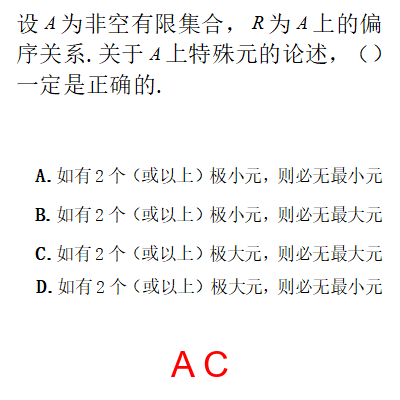 设 A 为非空有限集合，R 为 A 上的偏
序关系. 关于 A 上特殊元的论述，（）
一定是正确的.
A. 如有 2 个（或以上）极小元，则必无最小元
B. 如有 2 个（或以上）极小元，则必无最大元
C. 如有 2 个（或以上）极大元，则必无最大元
D. 如有 2 个（或以上）极大元，则必无最小元
A C